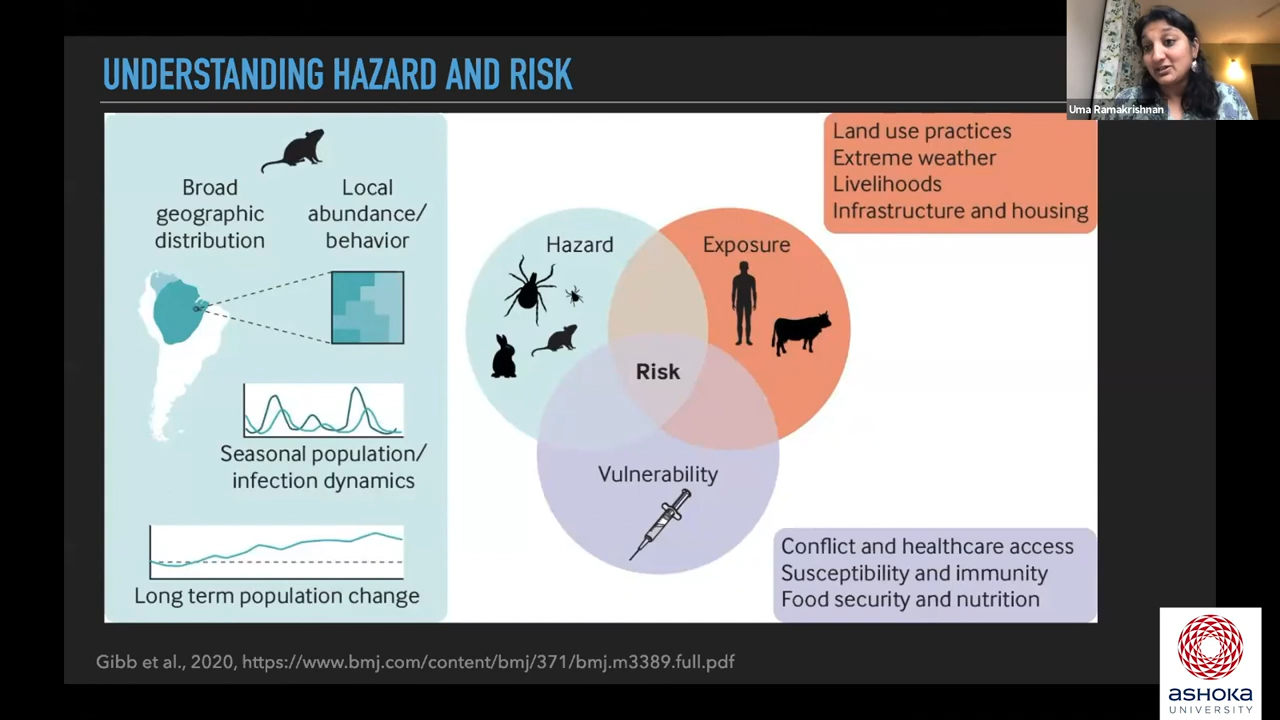 UNDERSTANDING HAZARD AND RISK
Uma Ramakrishnan
Broad
geographic
distribution
Local
abundance/
behavior
Seasonal population/
infection dynamics
Long term population change
Hazard
Exposure
Risk
Vulnerability
Land use practices
Extreme weather
Livelihoods
Infrastructure and housing
Conflict and healthcare access
Susceptibility and immunity
Food security and nutrition
Gibb et al., 2020, https://www.bmj.com/content/bmj/371/bmj.m3389.full.pdf
ASHOKA
UNIVERSITY